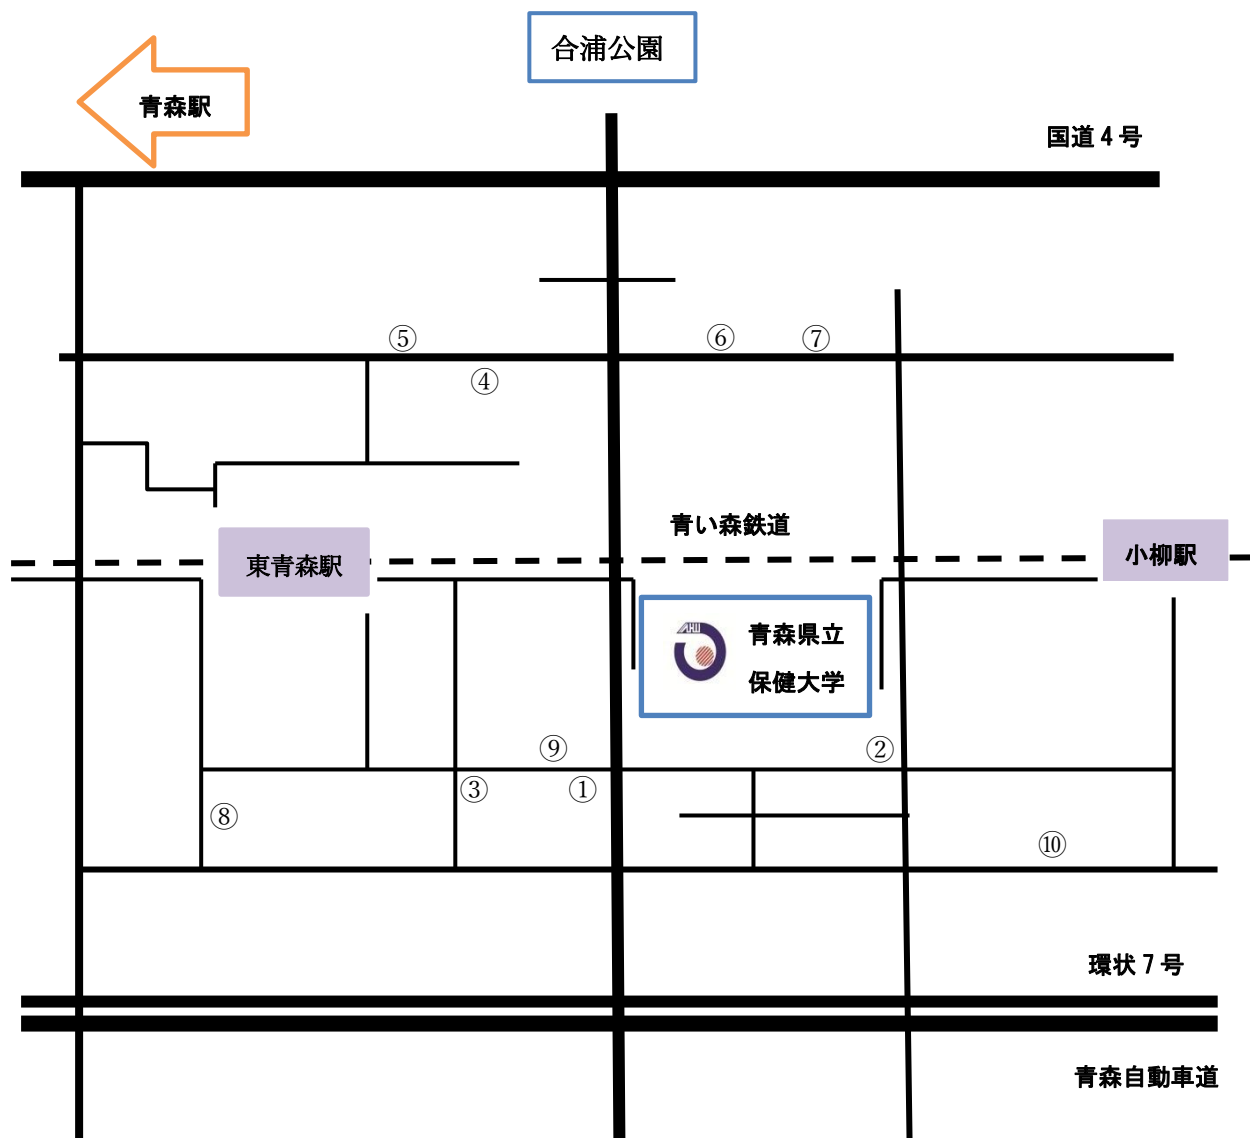 合浦公園
青森駅
国道4号
⑤
⑥
⑦
④
青い森鉄道
東青森駅
小柳駅
AHU
青森県立
保健大学
⑨
②
③
①
⑧
⑩
環状7号
青森自動車道